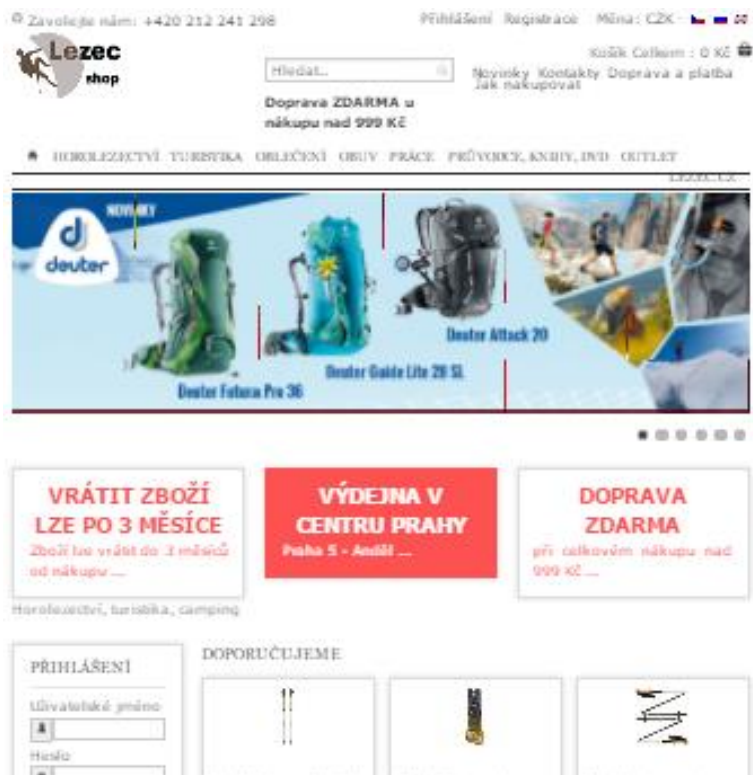 Zavolejte nám: +420 212 241 298
Přihlášení Registrace Měna: CZK
Lezec
shop
Košík Celkem : 0 Kč
Hledat..
Novinky Kontakty Doprava a platba
Jak nakupovat
Doprava ZDARMA u
nákupu nad 999 Kč
HOROLEZECTVÍ TURISTIKA OBLEČENÍ OBUV PRÁCE PRŮVODCE, KNIHY, DVD OUTLET
LEZEC.CZ
NOVINKY
deuter
Deuter Attack 20
Deuter Guide Lite 28 SL
Deuter Futura Pro 36
VRÁTIT ZBOŽÍ
LZE PO 3 MĚSÍCE
Zboží lze vrátit do 3 měsíců
od nákupu ...
VÝDEJNA V
CENTRU PRAHY
Praha 5 - Anděl ...
DOPRAVA
ZDARMA
při celkovém nákupu nad
999 Kč ...
Horolezectví, turistika, camping
PŘIHLÁŠENÍ
Uživatelské jméno
Heslo
DOPORUČUJEME